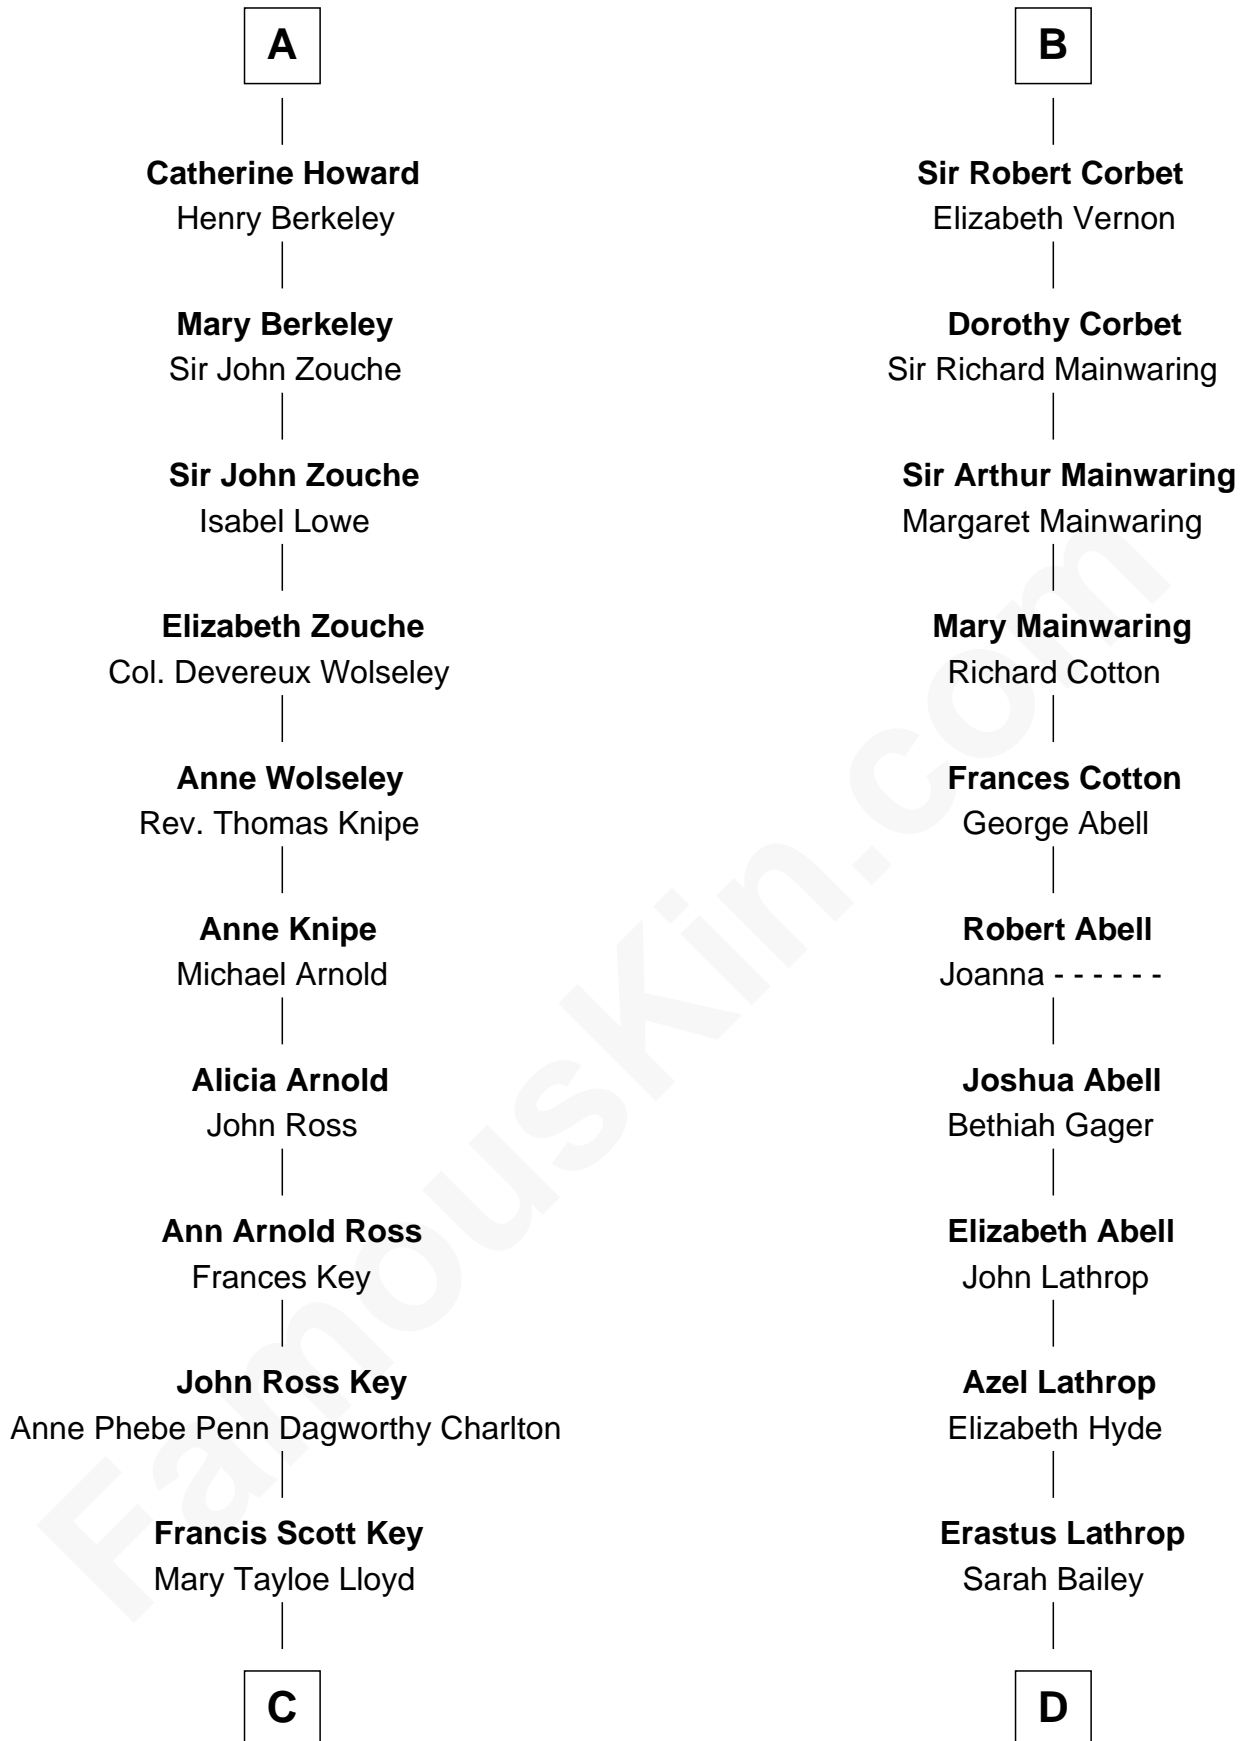 A
Catherine Howard
Henry Berkeley
Mary Berkeley
Sir John Zouche
Sir John Zouche
Isabel Lowe
Elizabeth Zouche
Col. Devereux Wolseley
Anne Wolseley
Rev. Thomas Knipe
Anne Knipe
Michael Arnold
Alicia Arnold
John Ross
Ann Arnold Ross
Frances Key
John Ross Key
Anne Phebe Penn Dagworthy Charlton
Francis Scott Key
Mary Tayloe Lloyd
C
B
Sir Robert Corbet
Elizabeth Vernon
Dorothy Corbet
Sir Richard Mainwaring
Sir Arthur Mainwaring
Margaret Mainwaring
Mary Mainwaring
Richard Cotton
Frances Cotton
George Abell
Robert Abell
Joanna - - - - - -
Joshua Abell
Bethiah Gager
Elizabeth Abell
John Lathrop
Azel Lathrop
Elizabeth Hyde
Erastus Lathrop
Sarah Bailey
D
FamousKin.com